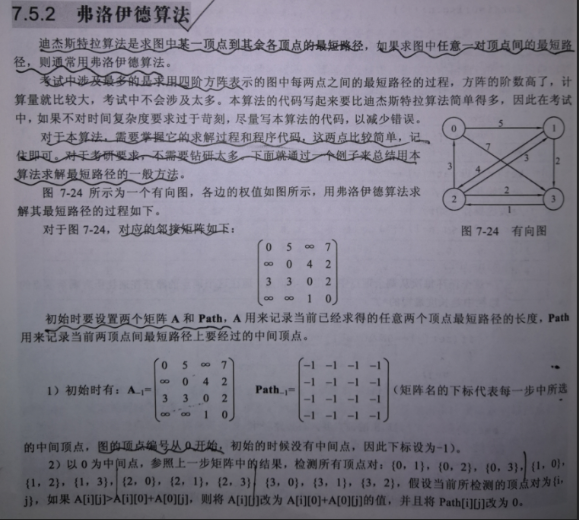 7.5.2 弗洛伊德算法
迪杰斯特拉算法是求图中某一顶点到其余各顶点的最短路径，如果求图中任意一对顶点间的最短路
径，则通常用弗洛伊德算法。
考试中涉及最多的是求用四阶方阵表示的图中每两点之间的最短路径的过程，方阵的阶数高了，计
算量就比较大，考试中不会涉及太多。本算法的代码写起来要比迪杰斯特拉算法简单得多，因此在考试
中，如果不对时间复杂度要求过于苛刻，尽量写本算法的代码，以减少错误。
对于本算法，需要掌握它的求解过程和程序代码，这两点比较简单，记
住即可。对于考研要求，不需要钻研太多，下面就通过一个例子来总结用本
算法求解最短路径的一般方法。
图 7-24 所示为一个有向图，各边的权值如图所示，用弗洛伊德算法求
解其最短路径的过程如下。
0 5 1
7
3 4 3 2
2 2 3
1
图 7-24 有向图
对于图 7-24，对应的邻接矩阵如下：
0 5 ∞ 7
∞ 0 4 2
3 3 0 2
∞ ∞ 1 0
初始时要设置两个矩阵 A 和 Path，A 用来记录当前已经求得的任意两个顶点最短路径的长度，Path
用来记录当前两顶点间最短路径上要经过的中间顶点。
0 5 ∞ 7 -1 -1 -1 -1
∞ 0 4 2 -1 -1 -1 -1
1）初始时有：A₋₁= Path₋₁= （矩阵名的下标代表每一步中所选
3 3 0 2 -1 -1 -1 -1
∞ ∞ 1 0 -1 -1 -1 -1
的中间顶点，图的顶点编号从 0 开始，初始的时候没有中间点，因此下标设为-1）。
2）以 0 为中间点，参照上一步矩阵中的结果，检测所有顶点对：{0, 1}，{0, 2}，{0, 3}，{1, 0}，
{1, 2}，{1, 3}，{2, 0}，{2, 1}，{2, 3}，{3, 0}，{3, 1}，{3, 2}，假设当前所检测的顶点对为{i,
j}，如果 A[i][j]>A[i][0]+A[0][j]，则将 A[i][j]改为 A[i][0]+A[0][j]的值，并且将 Path[i][j]改为 0。